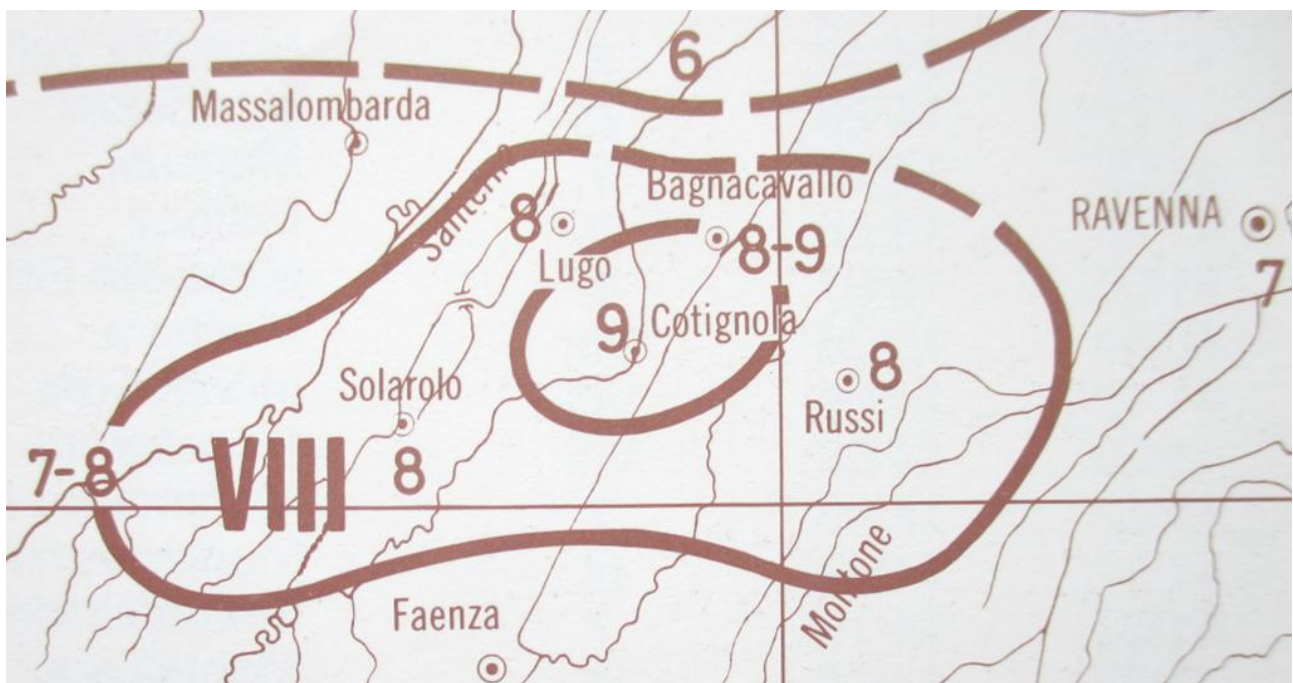 6
Massalombarda
Santerno
Bagnacavallo
8
RAVENNA
8-9
Lugo
7
9 Cotignola
Solarolo
8
Russi
7-8
VIII
8
Montone
Faenza